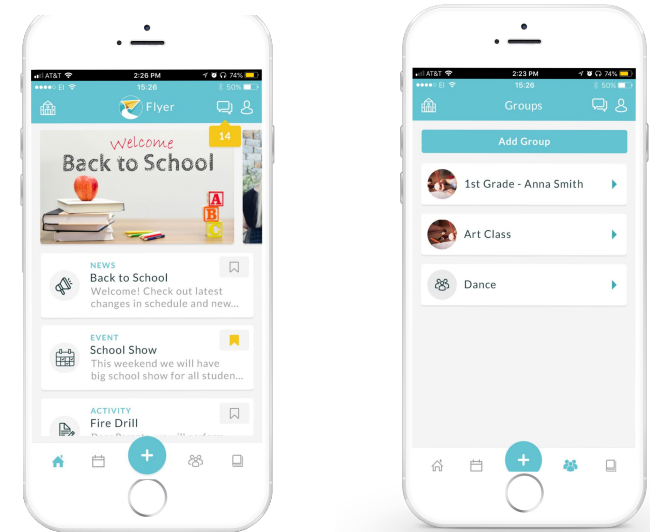 AT&T 2:26 PM 74%
EI 15:26 50%
Flyer
14
Welcome
Back to School
A
B
C
NEWS
Back to School
Welcome! Check out latest
changes in schedule and new...
EVENT
School Show
This weekend we will have
big school show for all studen...
ACTIVITY
Fire Drill
+
AT&T 2:23 PM 74%
EI 15:26 50%
Groups
Add Group
1st Grade - Anna Smith
Art Class
Dance
+